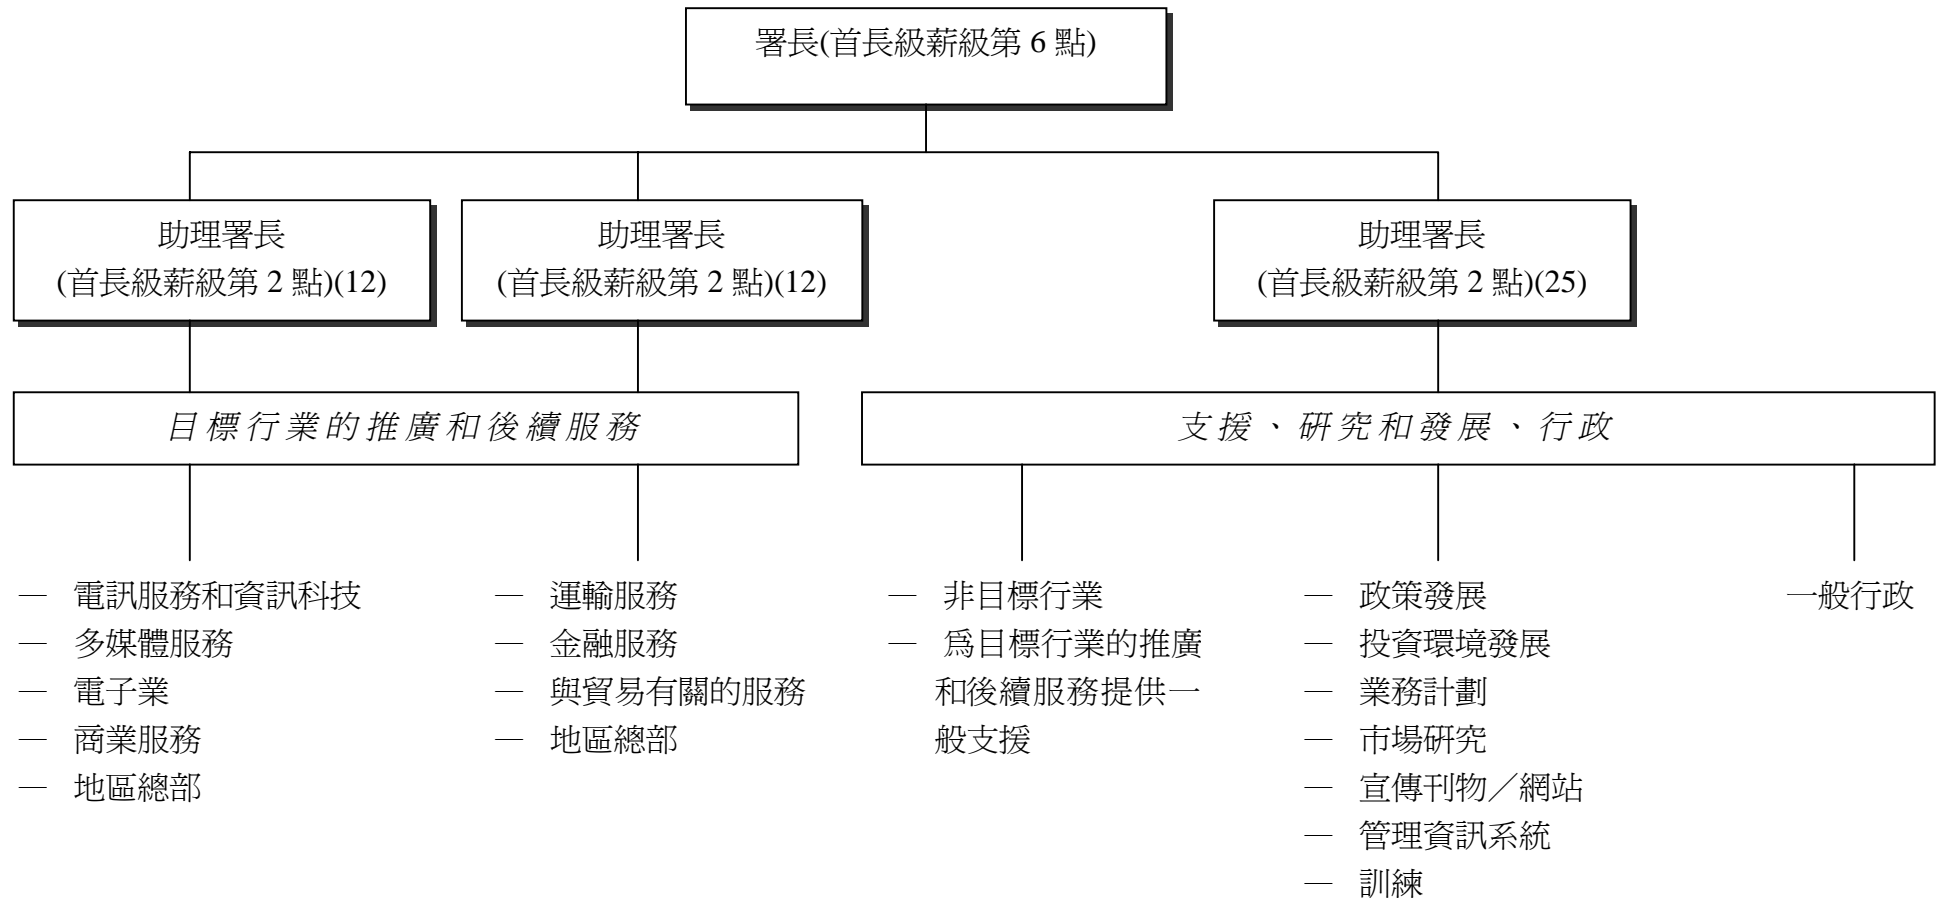 署長(首長級薪級第 6 點)
助理署長
(首長級薪級第 2 點)(12)
助理署長
(首長級薪級第 2 點)(12)
助理署長
(首長級薪級第 2 點)(25)
目標行業的推廣和後續服務
支援、研究和發展、行政
— 電訊服務和資訊科技
— 多媒體服務
— 電子業
— 商業服務
— 地區總部
— 運輸服務
— 金融服務
— 與貿易有關的服務
— 地區總部
— 非目標行業
— 爲目標行業的推廣
和後續服務提供一
般支援
— 政策發展
— 投資環境發展
— 業務計劃
— 市場研究
— 宣傳刊物／網站
— 管理資訊系統
— 訓練
一般行政